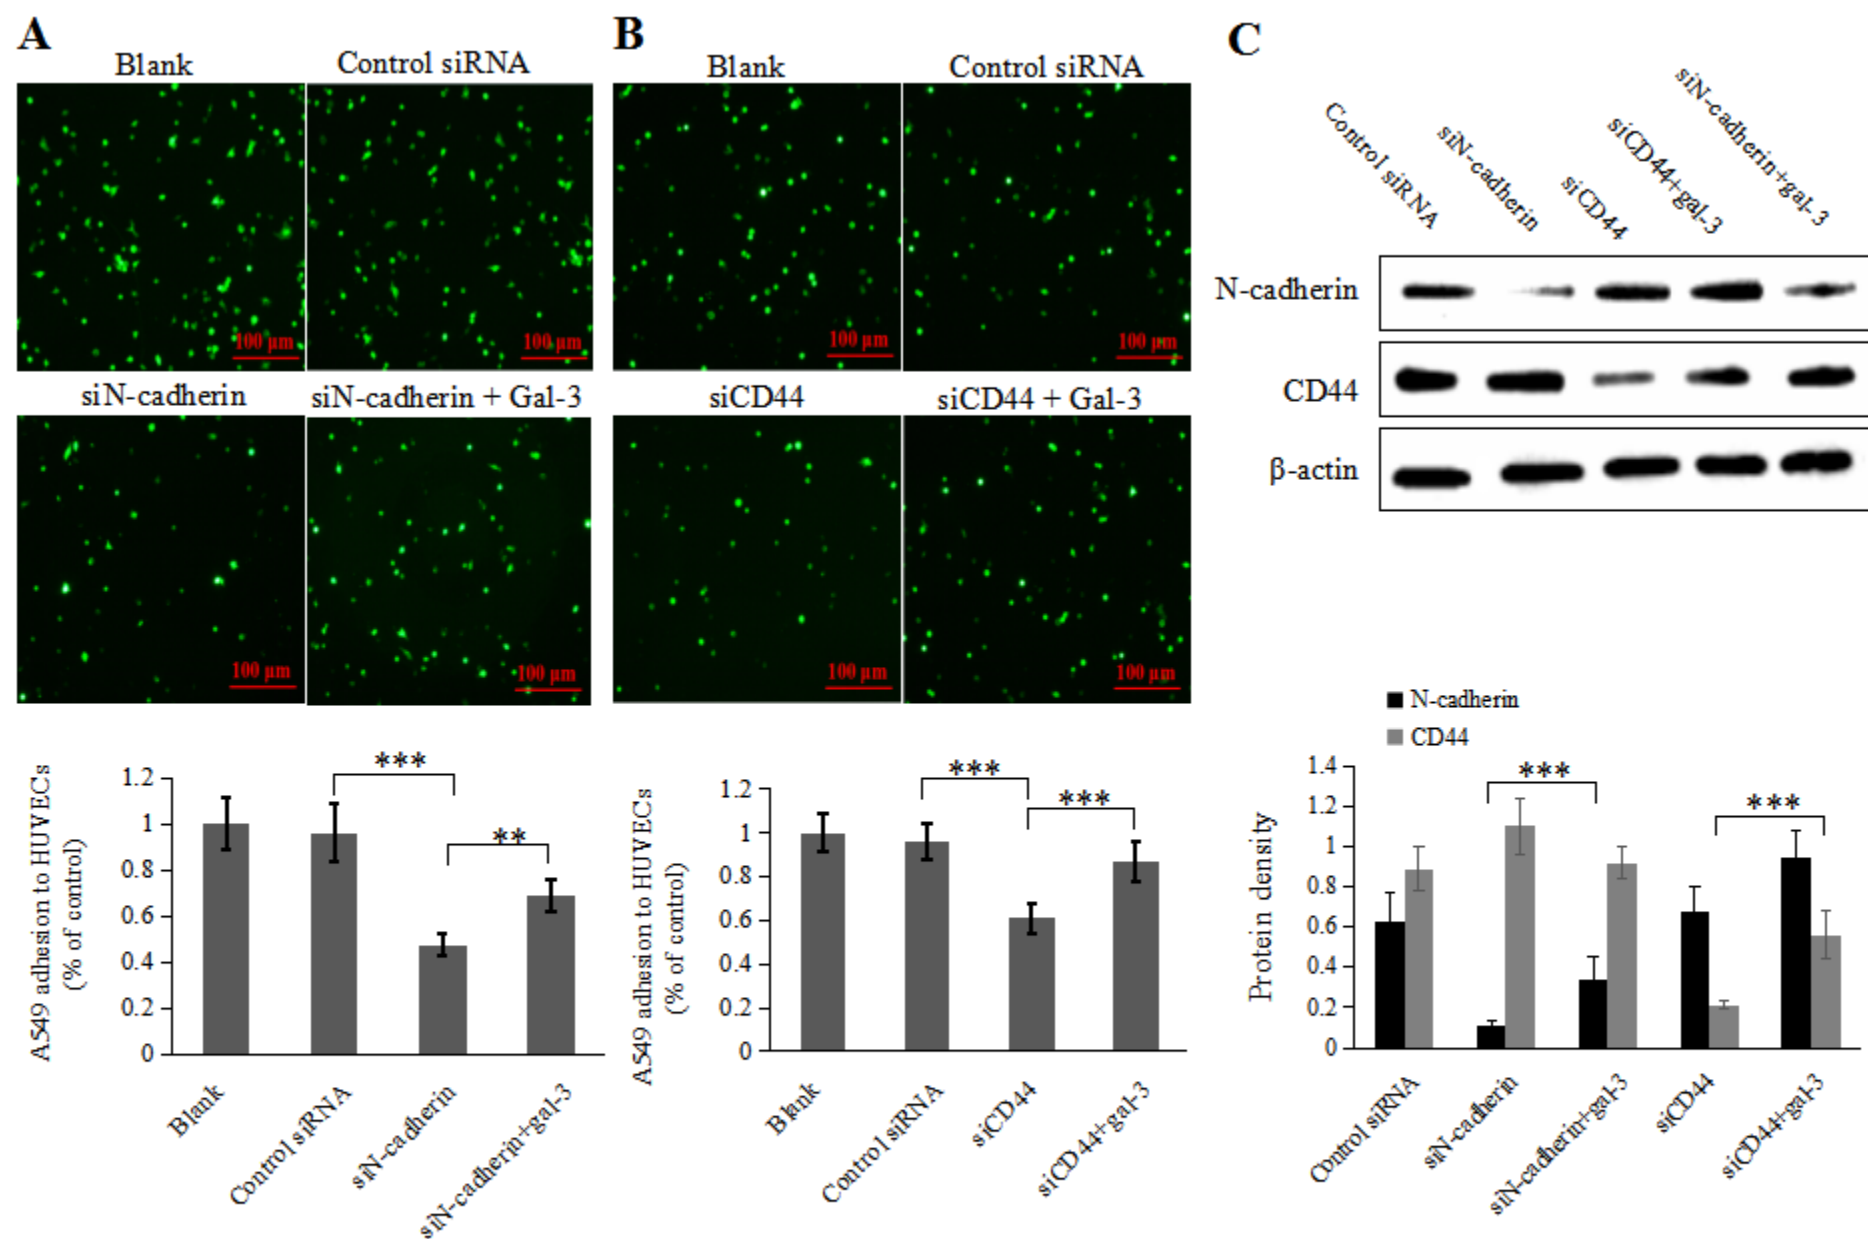 A
Blank
Control siRNA
100 μm
100 μm
siN-cadherin
siN-cadherin + Gal-3
100 μm
100 μm
A549 adhesion to HUVECs
(% of control)
1.2
1
0.8
0.6
0.4
0.2
0
***
**
Blank
Control siRNA
siN-cadherin
siN-cadherin+gal-3
B
Blank
Control siRNA
100 μm
100 μm
siCD44
siCD44 + Gal-3
100 μm
100 μm
A549 adhesion to HUVECs
(% of control)
1.2
1
0.8
0.6
0.4
0.2
0
***
***
Blank
Control siRNA
siCD44
siCD44+gal-3
C
Control siRNA
siN-cadherin
siCD44
siCD44+gal-3
siN-cadherin+gal-3
N-cadherin
CD44
β-actin
N-cadherin
CD44
Protein density
1.4
1.2
1
0.8
0.6
0.4
0.2
0
***
***
Control siRNA
siN-cadherin
siN-cadherin+gal-3
siCD44
siCD44+gal-3